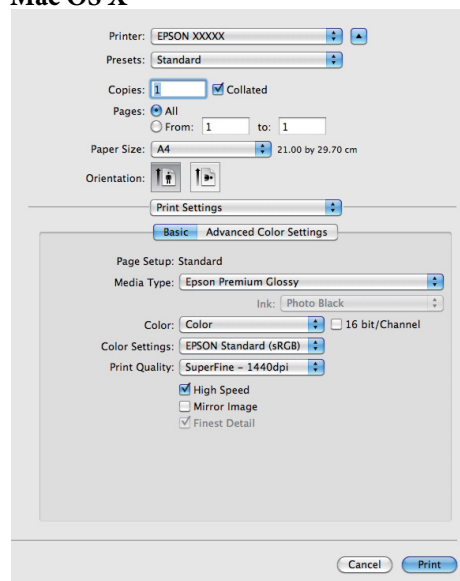 Mac OS X
Printer: EPSON XXXXX
Presets: Standard
Copies: 1 Collated
Pages: All
From: 1 to: 1
Paper Size: A4 21.00 by 29.70 cm
Orientation:
Print Settings
Basic Advanced Color Settings
Page Setup: Standard
Media Type: Epson Premium Glossy
Ink: Photo Black
Color: Color 16 bit/Channel
Color Settings: EPSON Standard (sRGB)
Print Quality: SuperFine – 1440dpi
High Speed
Mirror Image
Finest Detail
Cancel Print